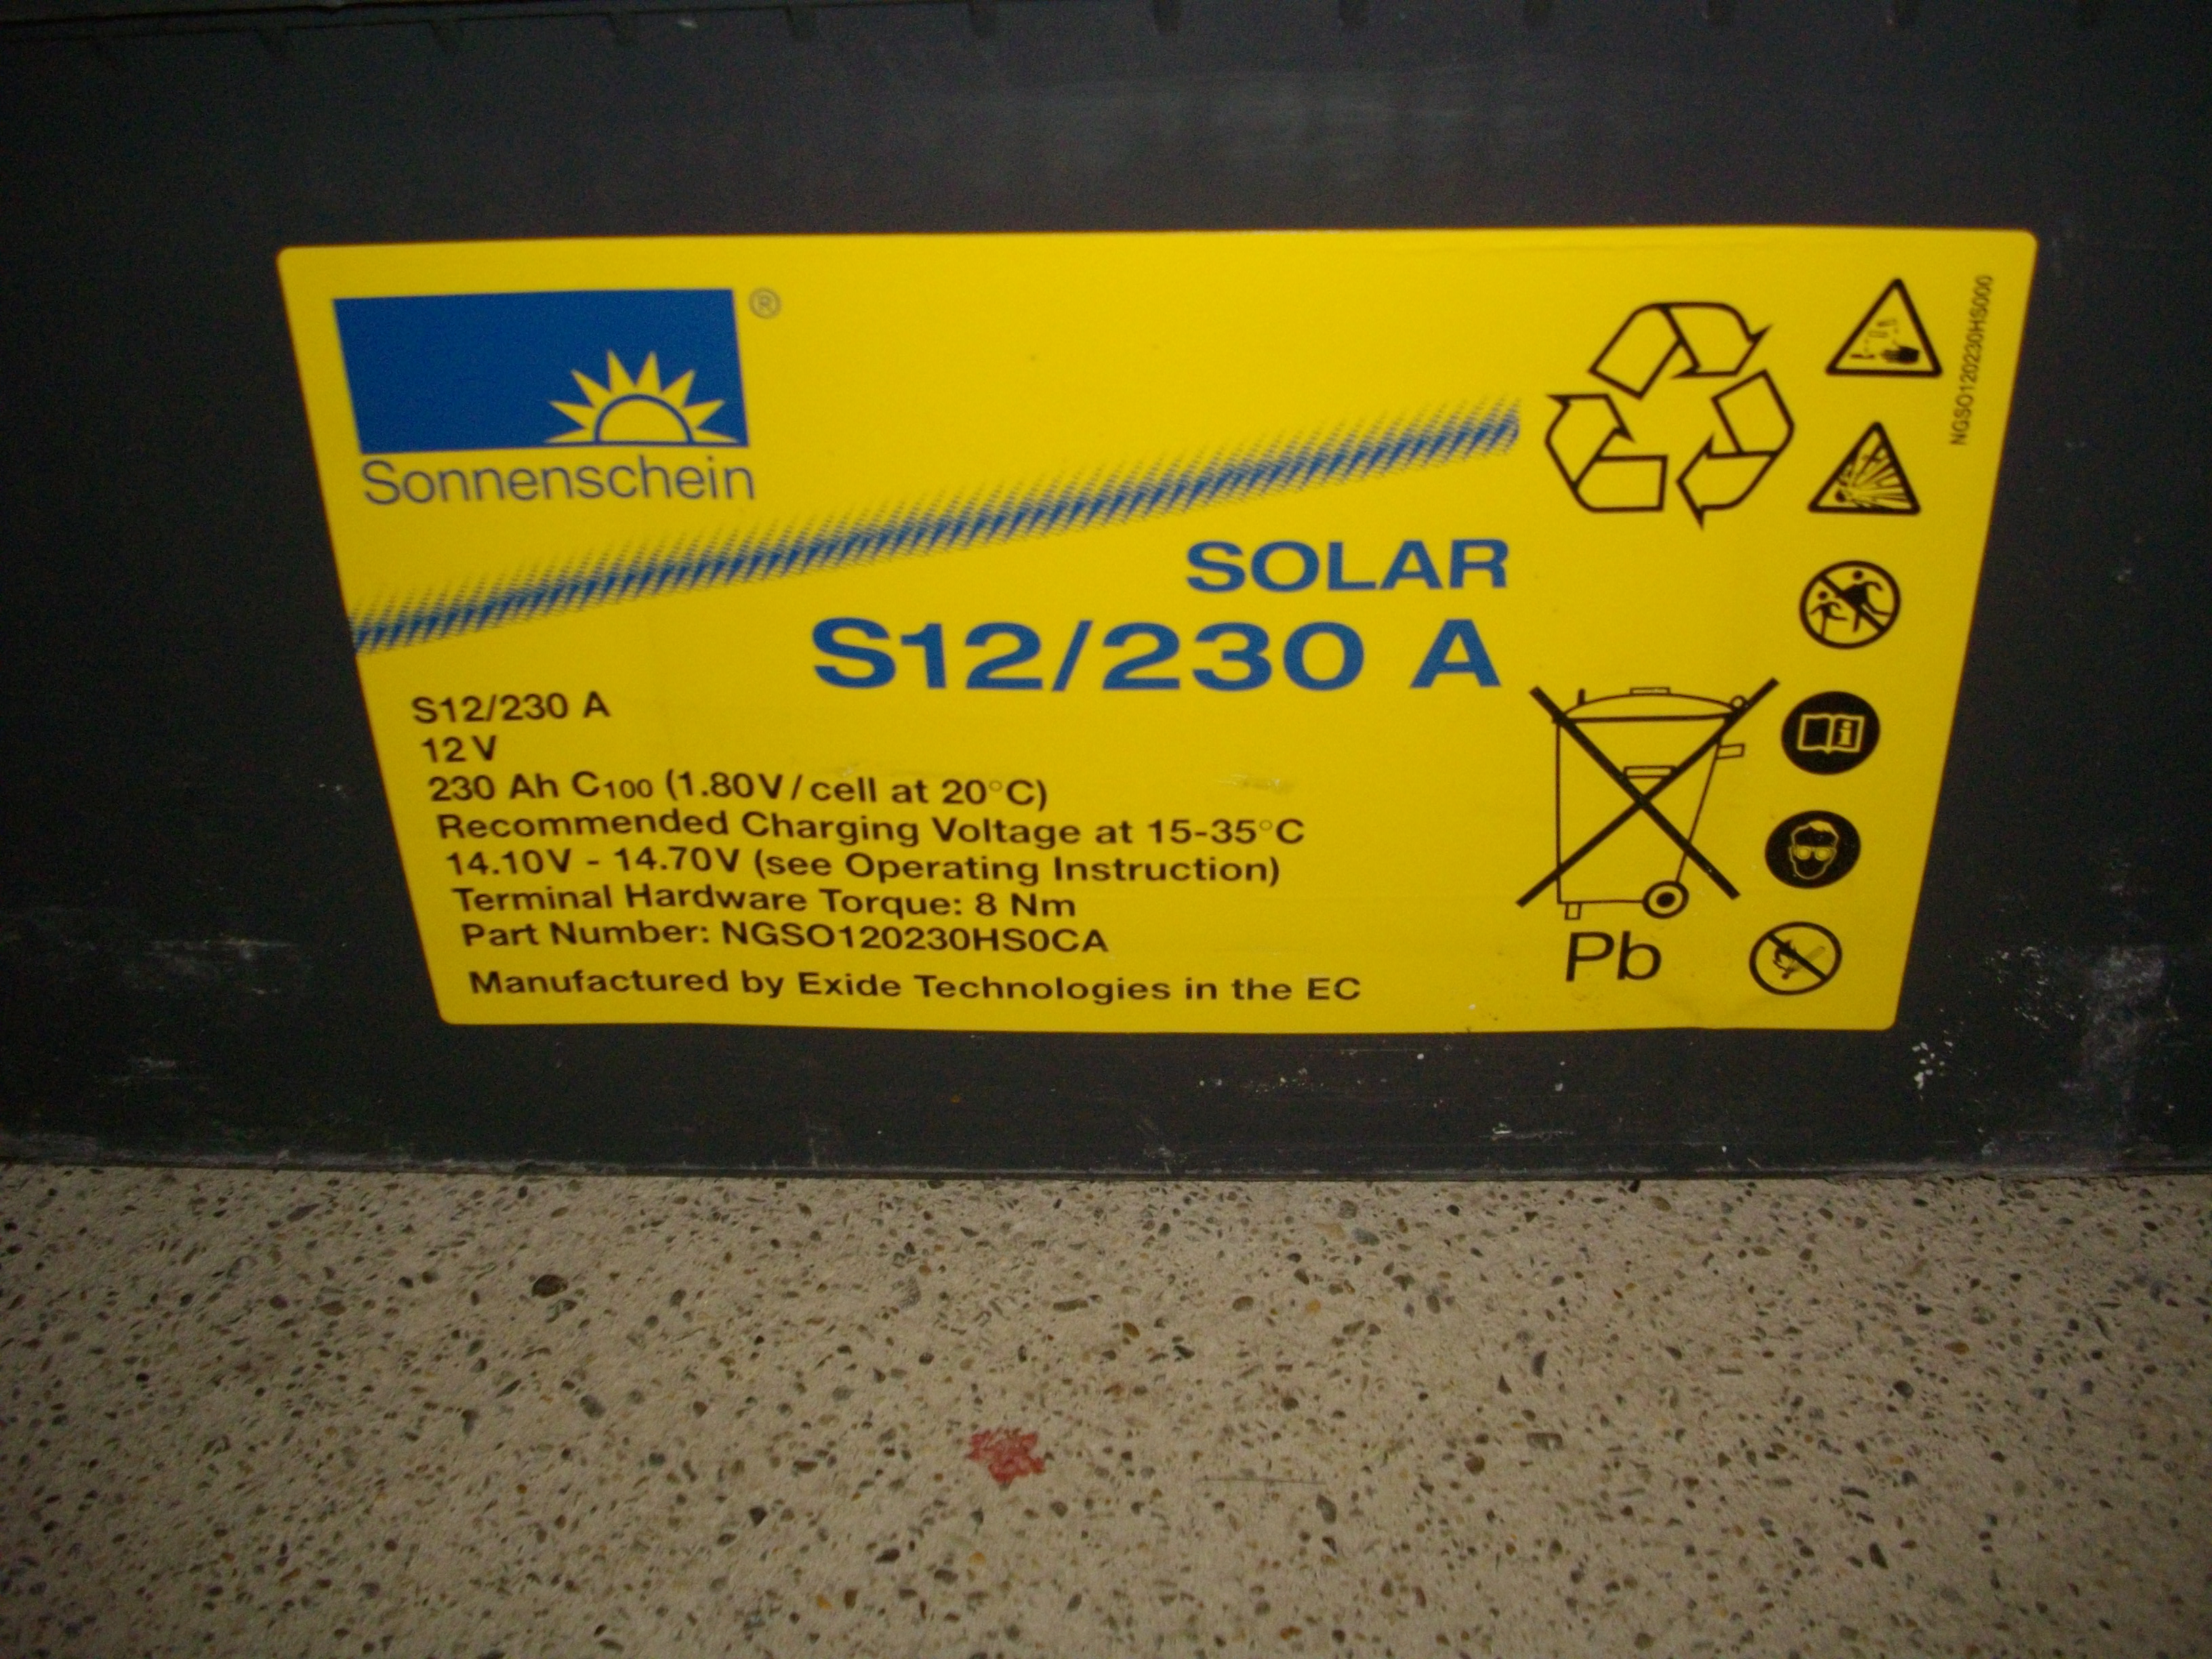 ®
Sonnenschein
SOLAR
S12/230 A
S12/230 A
12V
230 Ah C100 (1.80V/cell at 20°C)
Recommended Charging Voltage at 15-35°C
14.10V - 14.70V (see Operating Instruction)
Terminal Hardware Torque: 8 Nm
Part Number: NGSO120230HS0CA
Manufactured by Exide Technologies in the EC
Pb
NGSO120230HS000